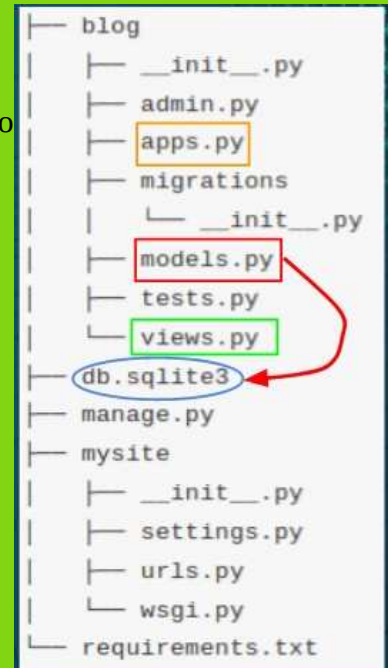 ├── blog
│   ├── __init__.py
│   ├── admin.py
o
│   ├── apps.py
│   ├── migrations
│   │   └── __init__.py
│   ├── models.py
│   ├── tests.py
│   └── views.py
├── db.sqlite3
├── manage.py
├── mysite
│   ├── __init__.py
│   ├── settings.py
│   ├── urls.py
│   └── wsgi.py
└── requirements.txt